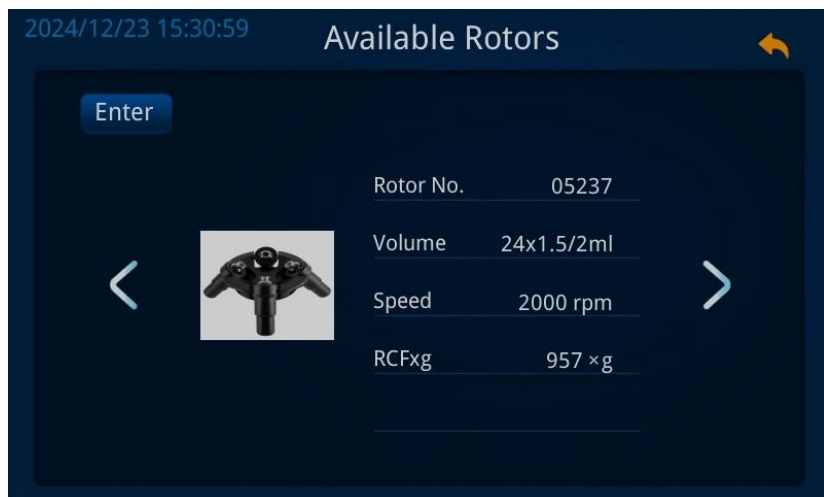 2024/12/23 15:30:59
Available Rotors
Enter
Rotor No. 05237
Volume 24x1.5/2ml
Speed 2000 rpm
RCFxg 957 ×g